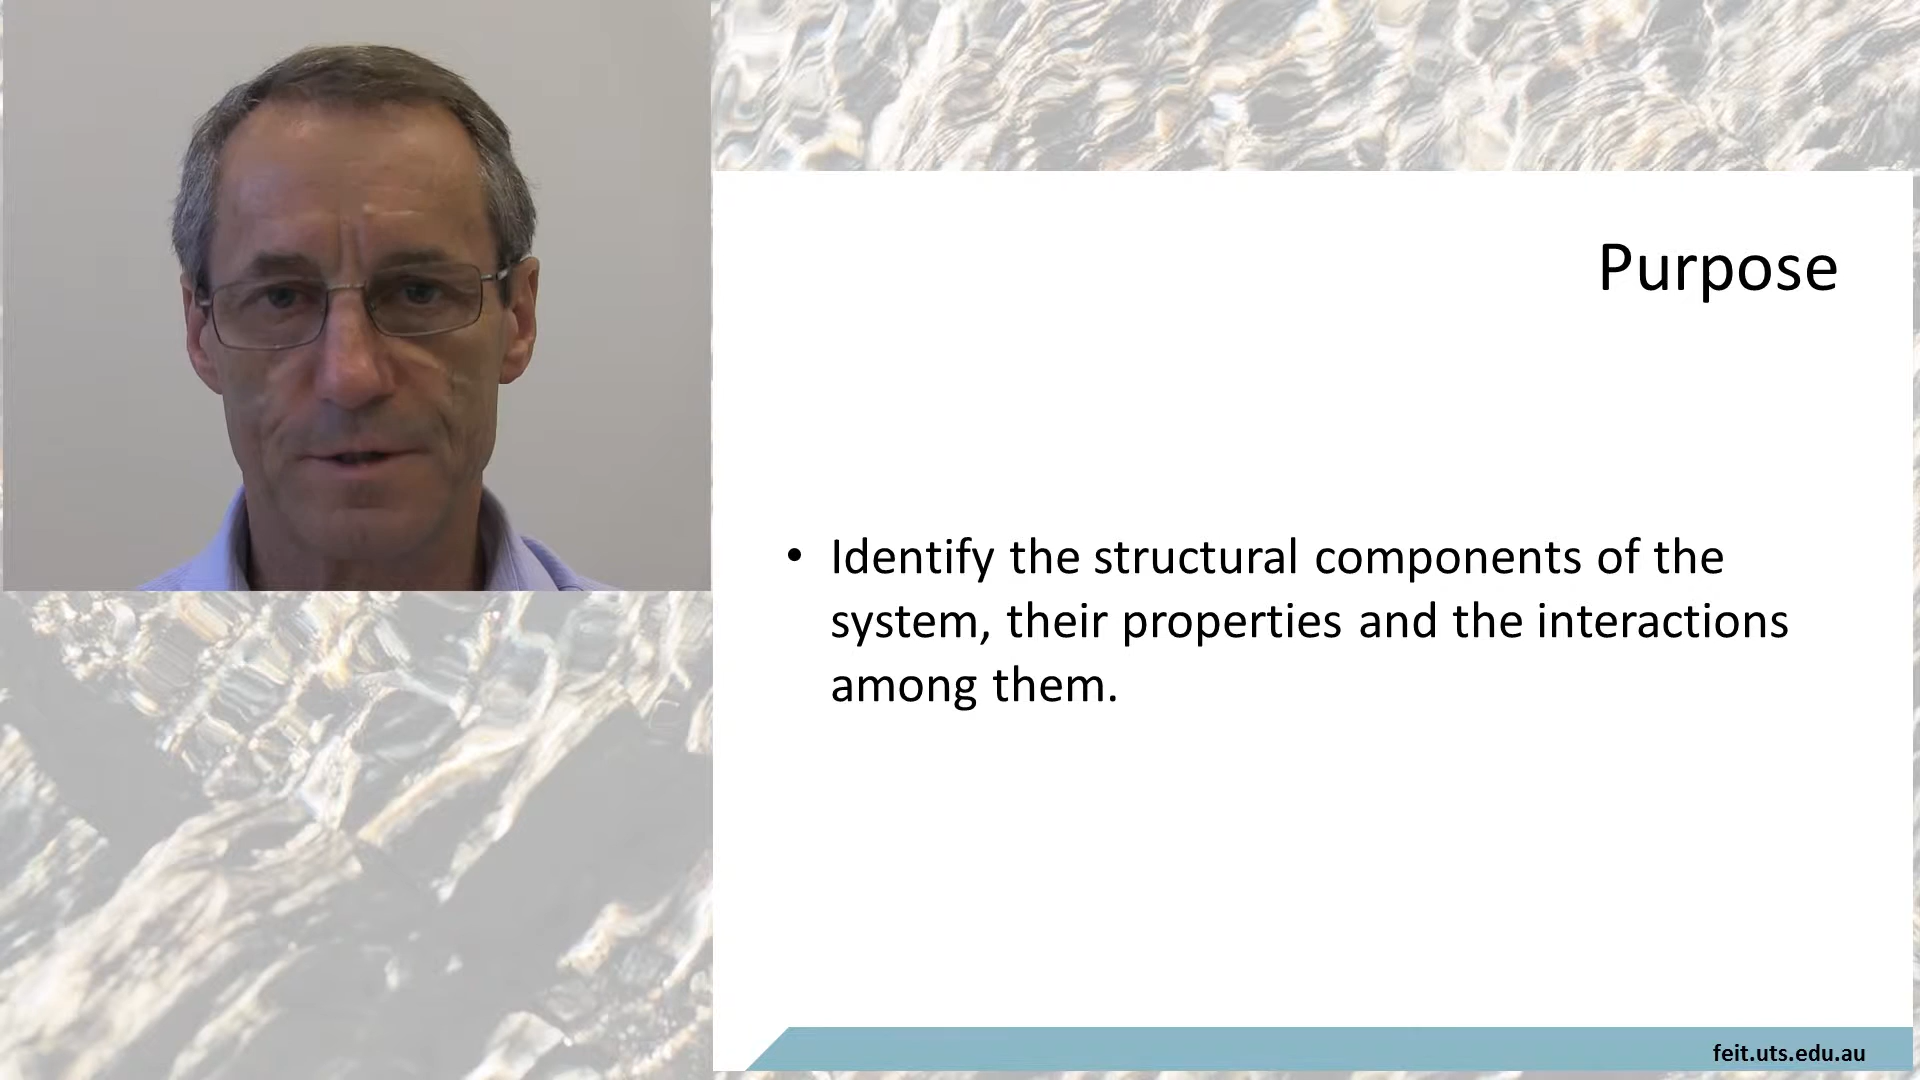 Purpose
• Identify the structural components of the
system, their properties and the interactions
among them.
feit.uts.edu.au